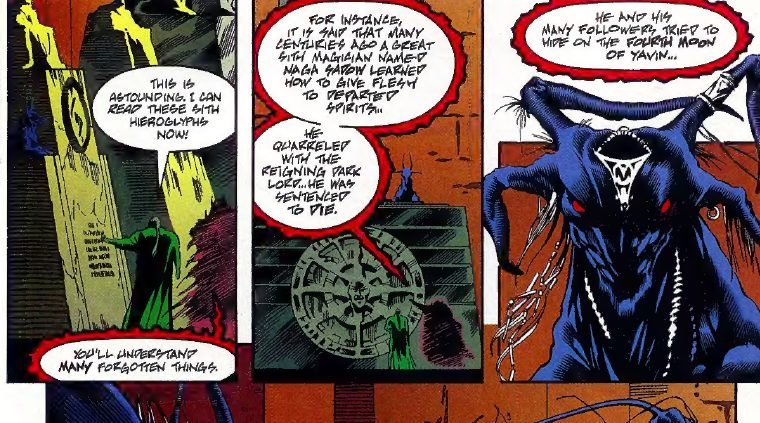 THIS IS
ASTOUNDING. I CAN
READ THESE SITH
HIEROGLYPHS
NOW!
YOU'LL UNDERSTAND
MANY FORGOTTEN THINGS.
FOR INSTANCE,
IT IS SAID THAT MANY
CENTURIES AGO A GREAT
SITH MAGICIAN NAMED
NAGA SADOW LEARNED
HOW TO GIVE FLESH
TO DEPARTED
SPIRITS...
HE
QUARRELED
WITH THE
REIGNING DARK
LORD... HE WAS
SENTENCED
TO DIE.
HE AND HIS
MANY FOLLOWERS TRIED TO
HIDE ON THE FOURTH MOON
OF YAVIN...